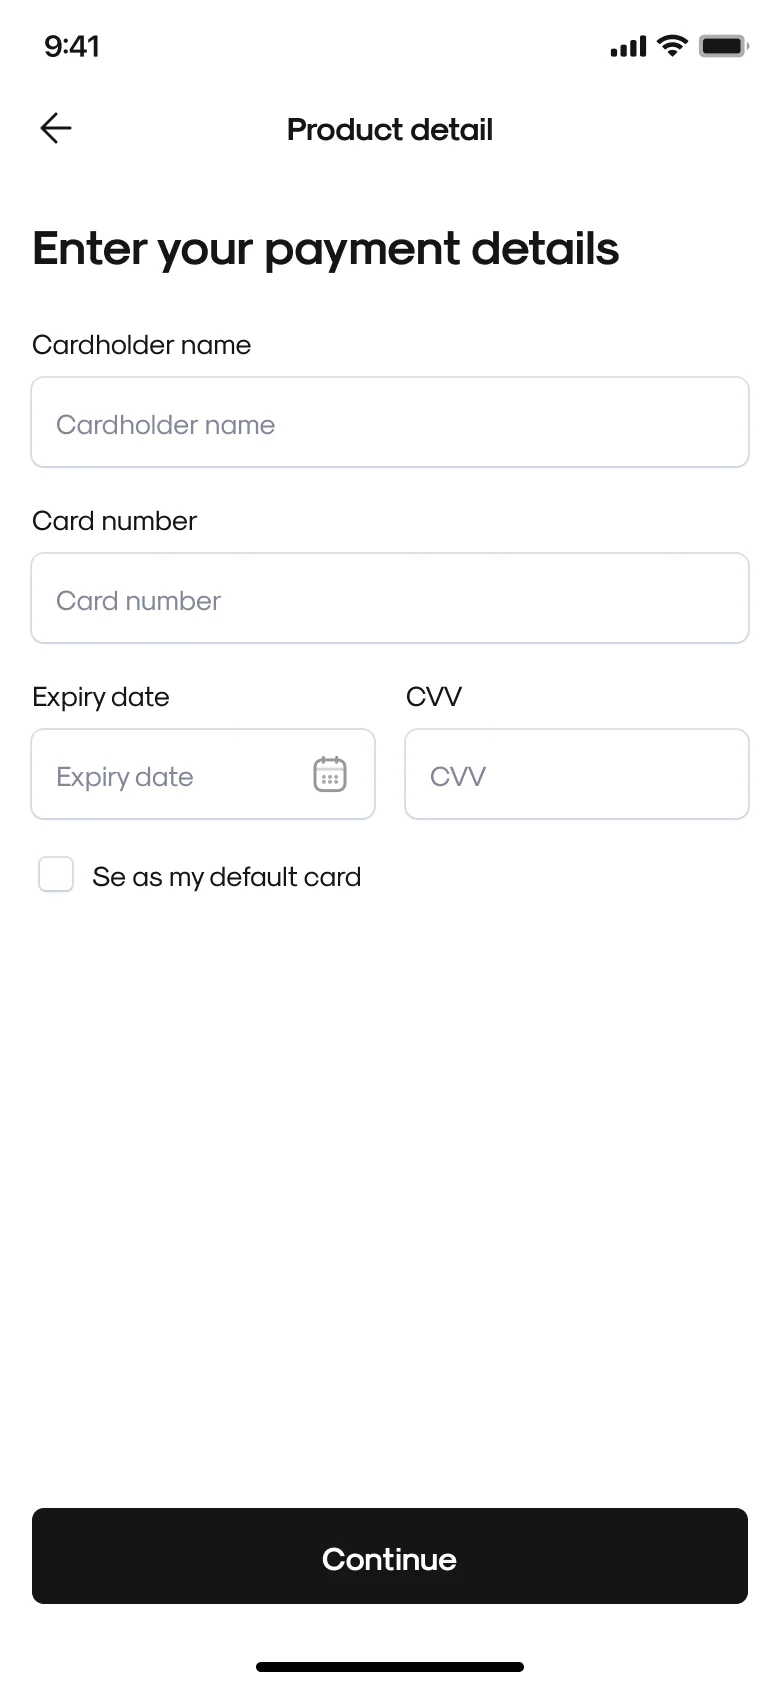 9:41
Product detail
Enter your payment details
Cardholder name
Cardholder name
Card number
Card number
Expiry date CVV
Expiry date CVV
Se as my default card
Continue